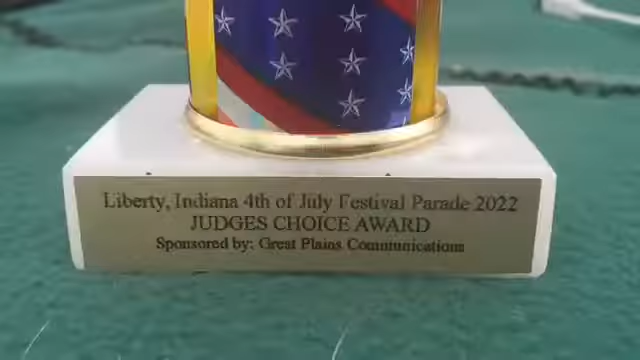 Liberty, Indiana 4th of July Festival Parade 2022
JUDGES CHOICE AWARD
Sponsored by: Great Plains Communications